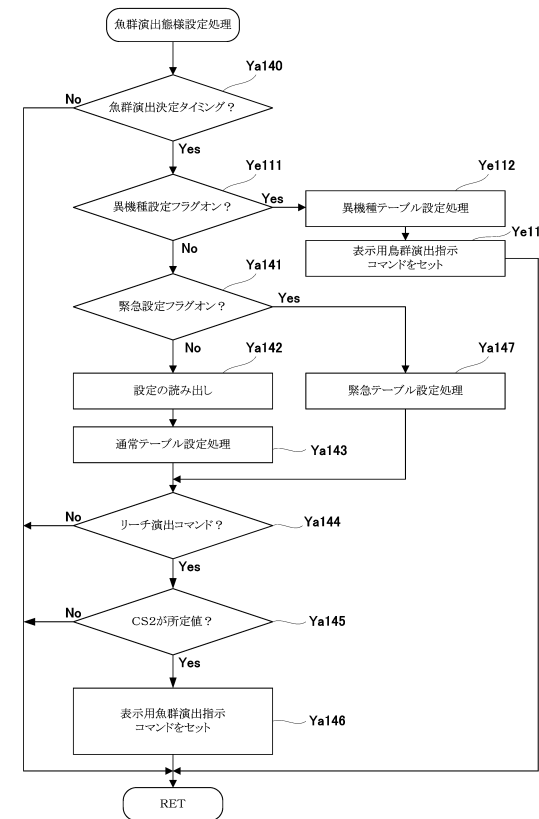 魚群演出態様設定処理
Ya140
魚群演出決定タイミング?
No
Yes
Ye111
異機種設定フラグオン?
Yes
No
Ye112
異機種テーブル設定処理
Ye11
表示用鳥群演出指示
コマンドをセット
Ya141
緊急設定フラグオン?
Yes
No
Ya142
設定の読み出し
Ya147
緊急テーブル設定処理
通常テーブル設定処理
Ya143
リーチ演出コマンド?
No
Ya144
Yes
CS2が所定値?
No
Ya145
Yes
表示用魚群演出指示
コマンドをセット
Ya146
RET